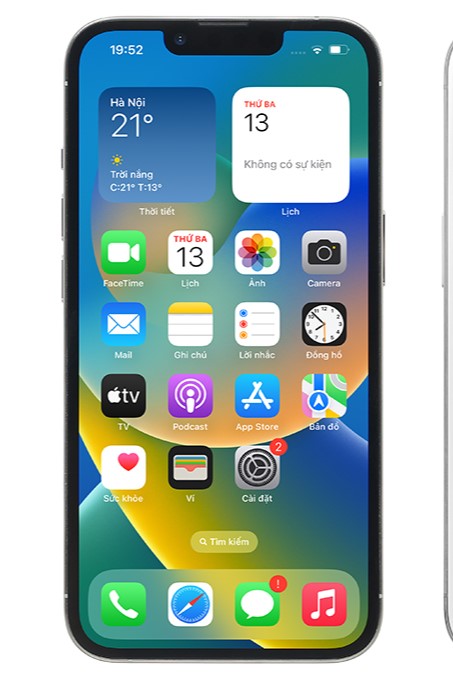 19:52
Hà Nội
21°
Trời nắng
C:21° T:13°
Thời tiết
THỨ BA
13
Không có sự kiện
Lịch
FaceTime
THỨ BA
13
Lịch
Ảnh
Camera
Mail
Ghi chú
Lời nhắc
Đồng hồ
tv
TV
Podcast
App Store
Bản đồ
Sức khỏe
Ví
2
Cài đặt
Tìm kiếm
!